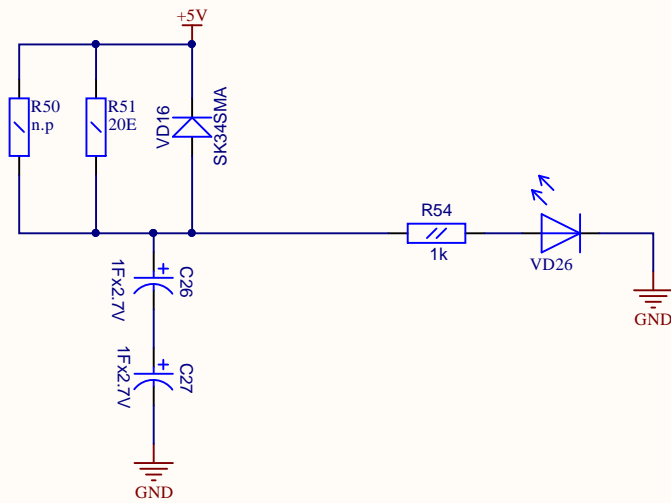 +5V
R50
n.p
R51
20E
VD16
SK34SMA
R54
1k
VD26
GND
C26
1Fx2.7V
C27
1Fx2.7V
GND